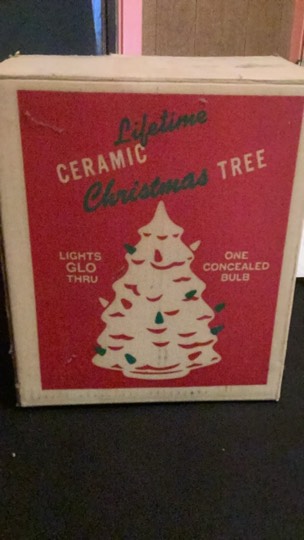 Lifetime
CERAMIC
Christmas TREE
LIGHTS
GLO
THRU
ONE
CONCEALED
BULB